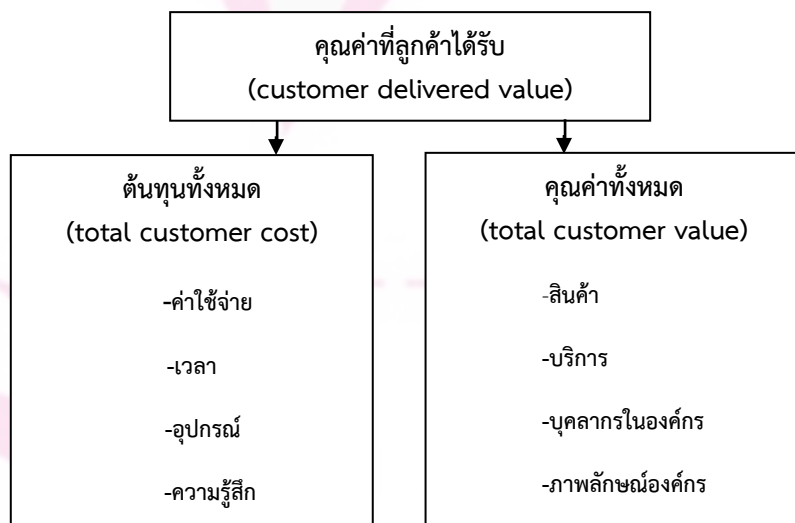 คุณค่าที่ลูกค้าได้รับ
(customer delivered value)
ต้นทุนทั้งหมด
(total customer cost)
-ค่าใช้จ่าย
-เวลา
-อุปกรณ์
-ความรู้สึก
คุณค่าทั้งหมด
(total customer value)
-สินค้า
-บริการ
-บุคลากรในองค์กร
-ภาพลักษณ์องค์กร